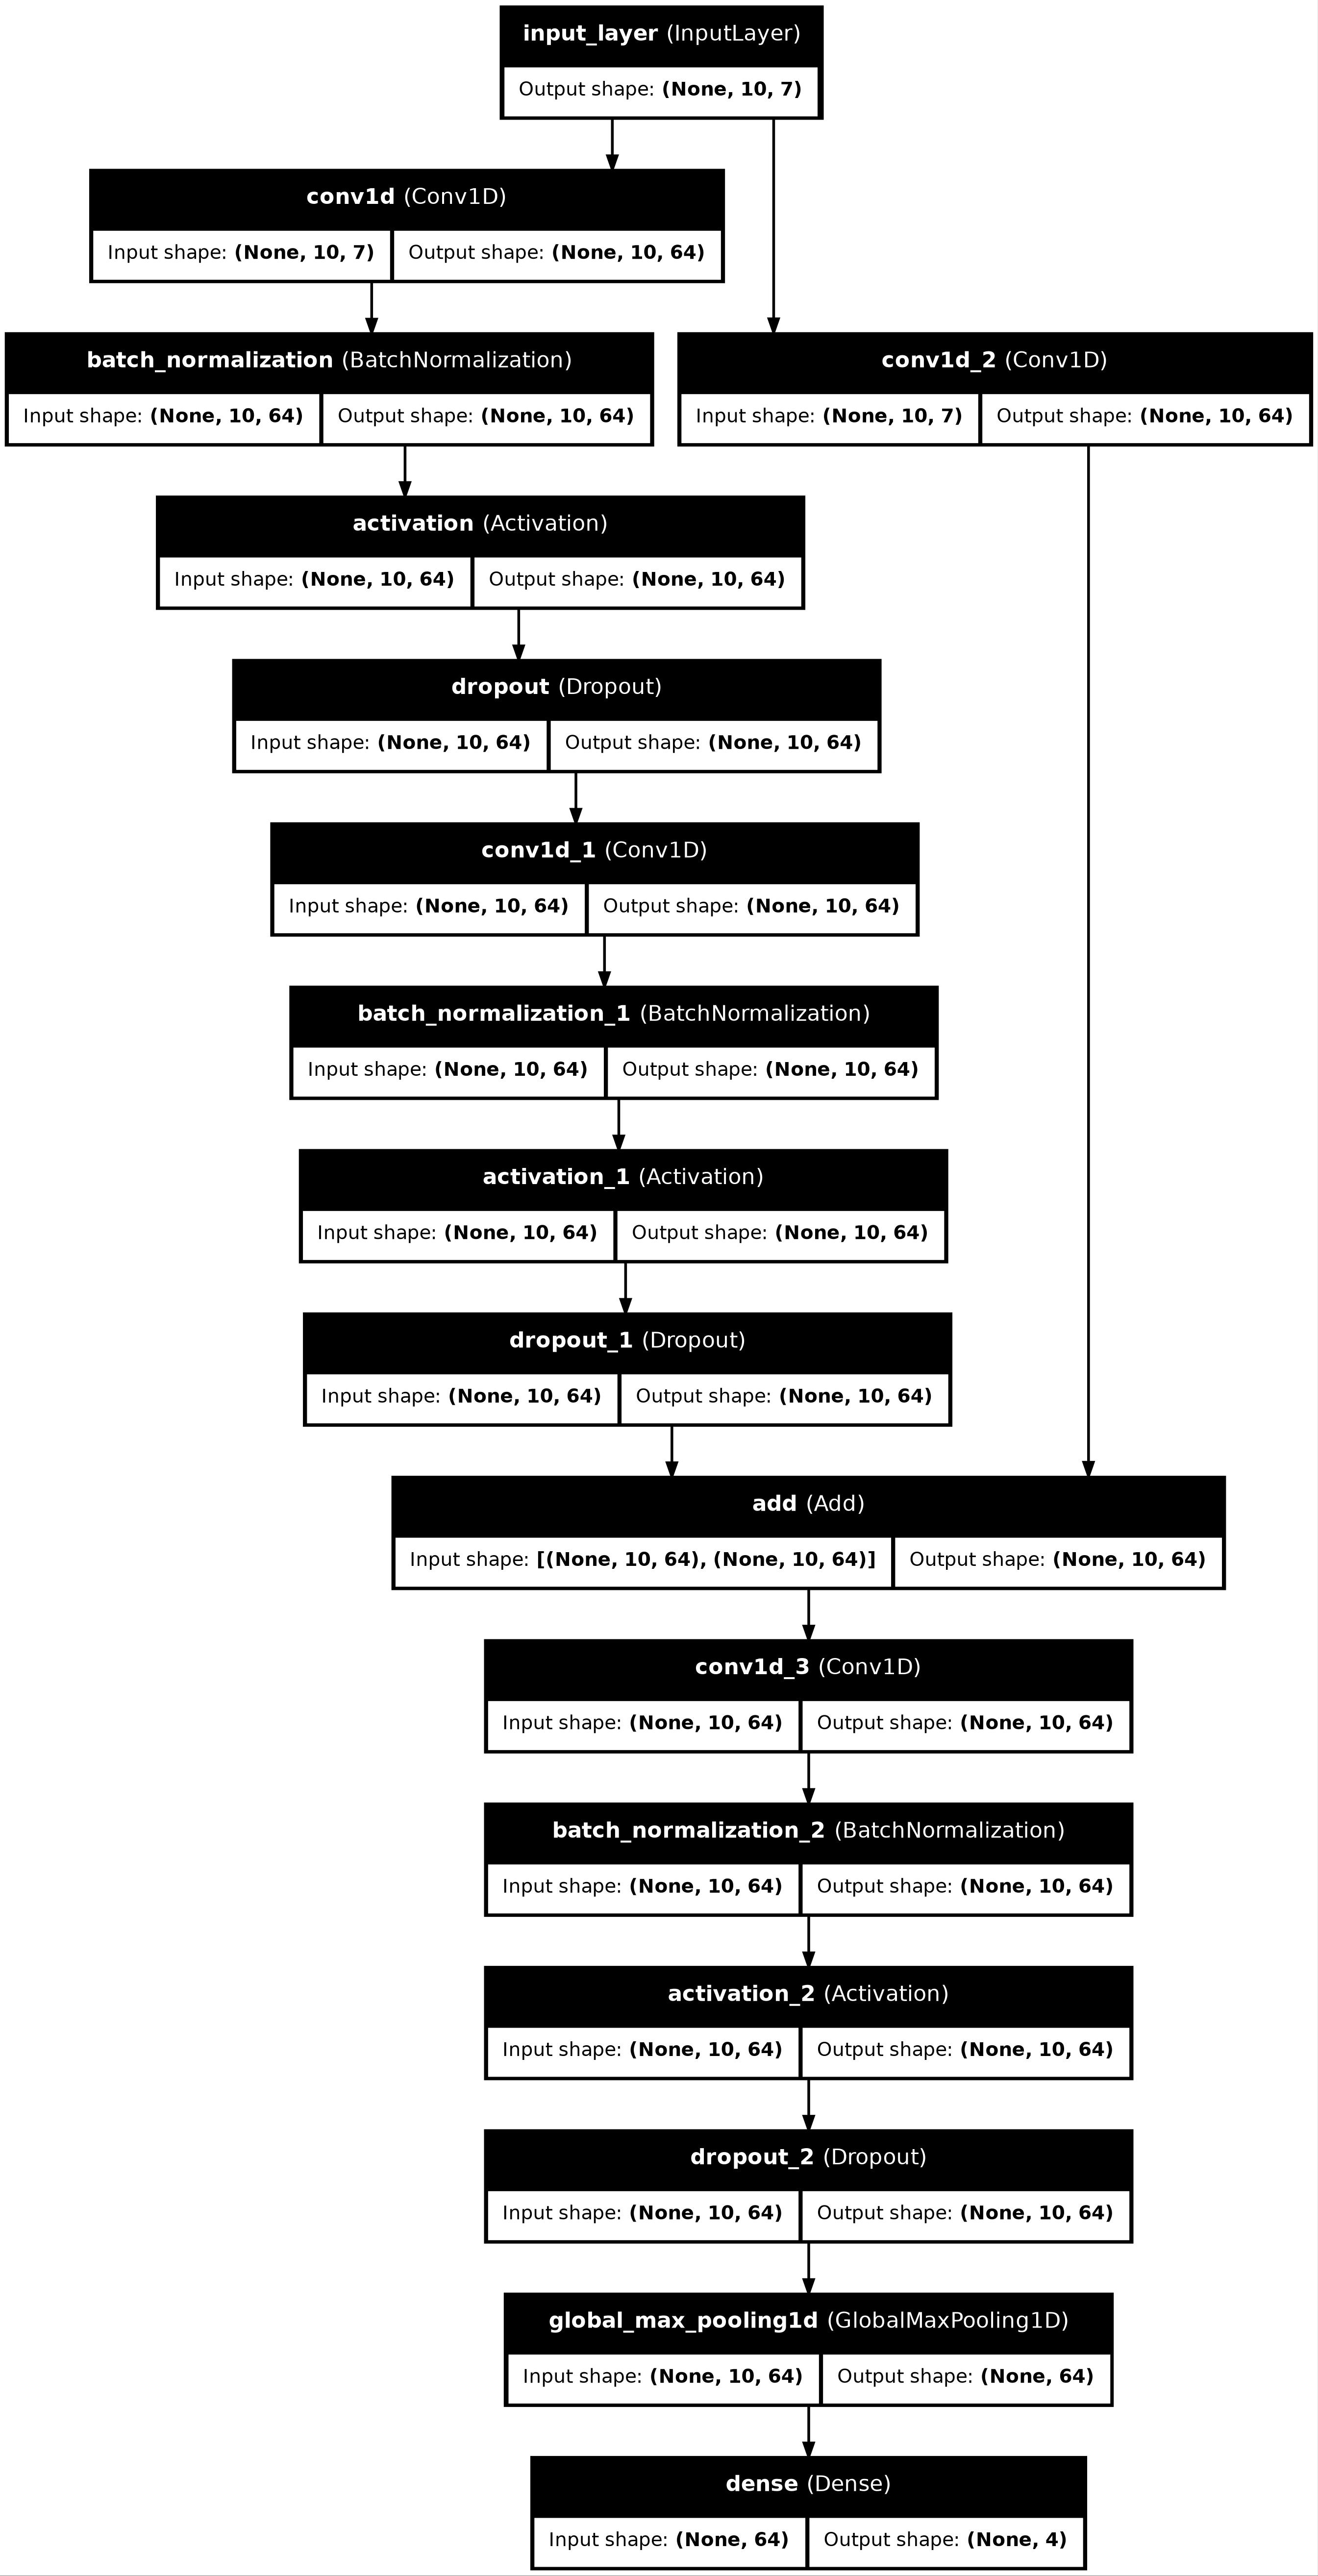 input_layer (InputLayer)
Output shape: (None, 10, 7)
conv1d (Conv1D)
Input shape: (None, 10, 7) Output shape: (None, 10, 64)
batch_normalization (BatchNormalization)
Input shape: (None, 10, 64) Output shape: (None, 10, 64)
conv1d_2 (Conv1D)
Input shape: (None, 10, 7) Output shape: (None, 10, 64)
activation (Activation)
Input shape: (None, 10, 64) Output shape: (None, 10, 64)
dropout (Dropout)
Input shape: (None, 10, 64) Output shape: (None, 10, 64)
conv1d_1 (Conv1D)
Input shape: (None, 10, 64) Output shape: (None, 10, 64)
batch_normalization_1 (BatchNormalization)
Input shape: (None, 10, 64) Output shape: (None, 10, 64)
activation_1 (Activation)
Input shape: (None, 10, 64) Output shape: (None, 10, 64)
dropout_1 (Dropout)
Input shape: (None, 10, 64) Output shape: (None, 10, 64)
add (Add)
Input shape: [(None, 10, 64), (None, 10, 64)] Output shape: (None, 10, 64)
conv1d_3 (Conv1D)
Input shape: (None, 10, 64) Output shape: (None, 10, 64)
batch_normalization_2 (BatchNormalization)
Input shape: (None, 10, 64) Output shape: (None, 10, 64)
activation_2 (Activation)
Input shape: (None, 10, 64) Output shape: (None, 10, 64)
dropout_2 (Dropout)
Input shape: (None, 10, 64) Output shape: (None, 10, 64)
global_max_pooling1d (GlobalMaxPooling1D)
Input shape: (None, 10, 64) Output shape: (None, 64)
dense (Dense)
Input shape: (None, 64) Output shape: (None, 4)